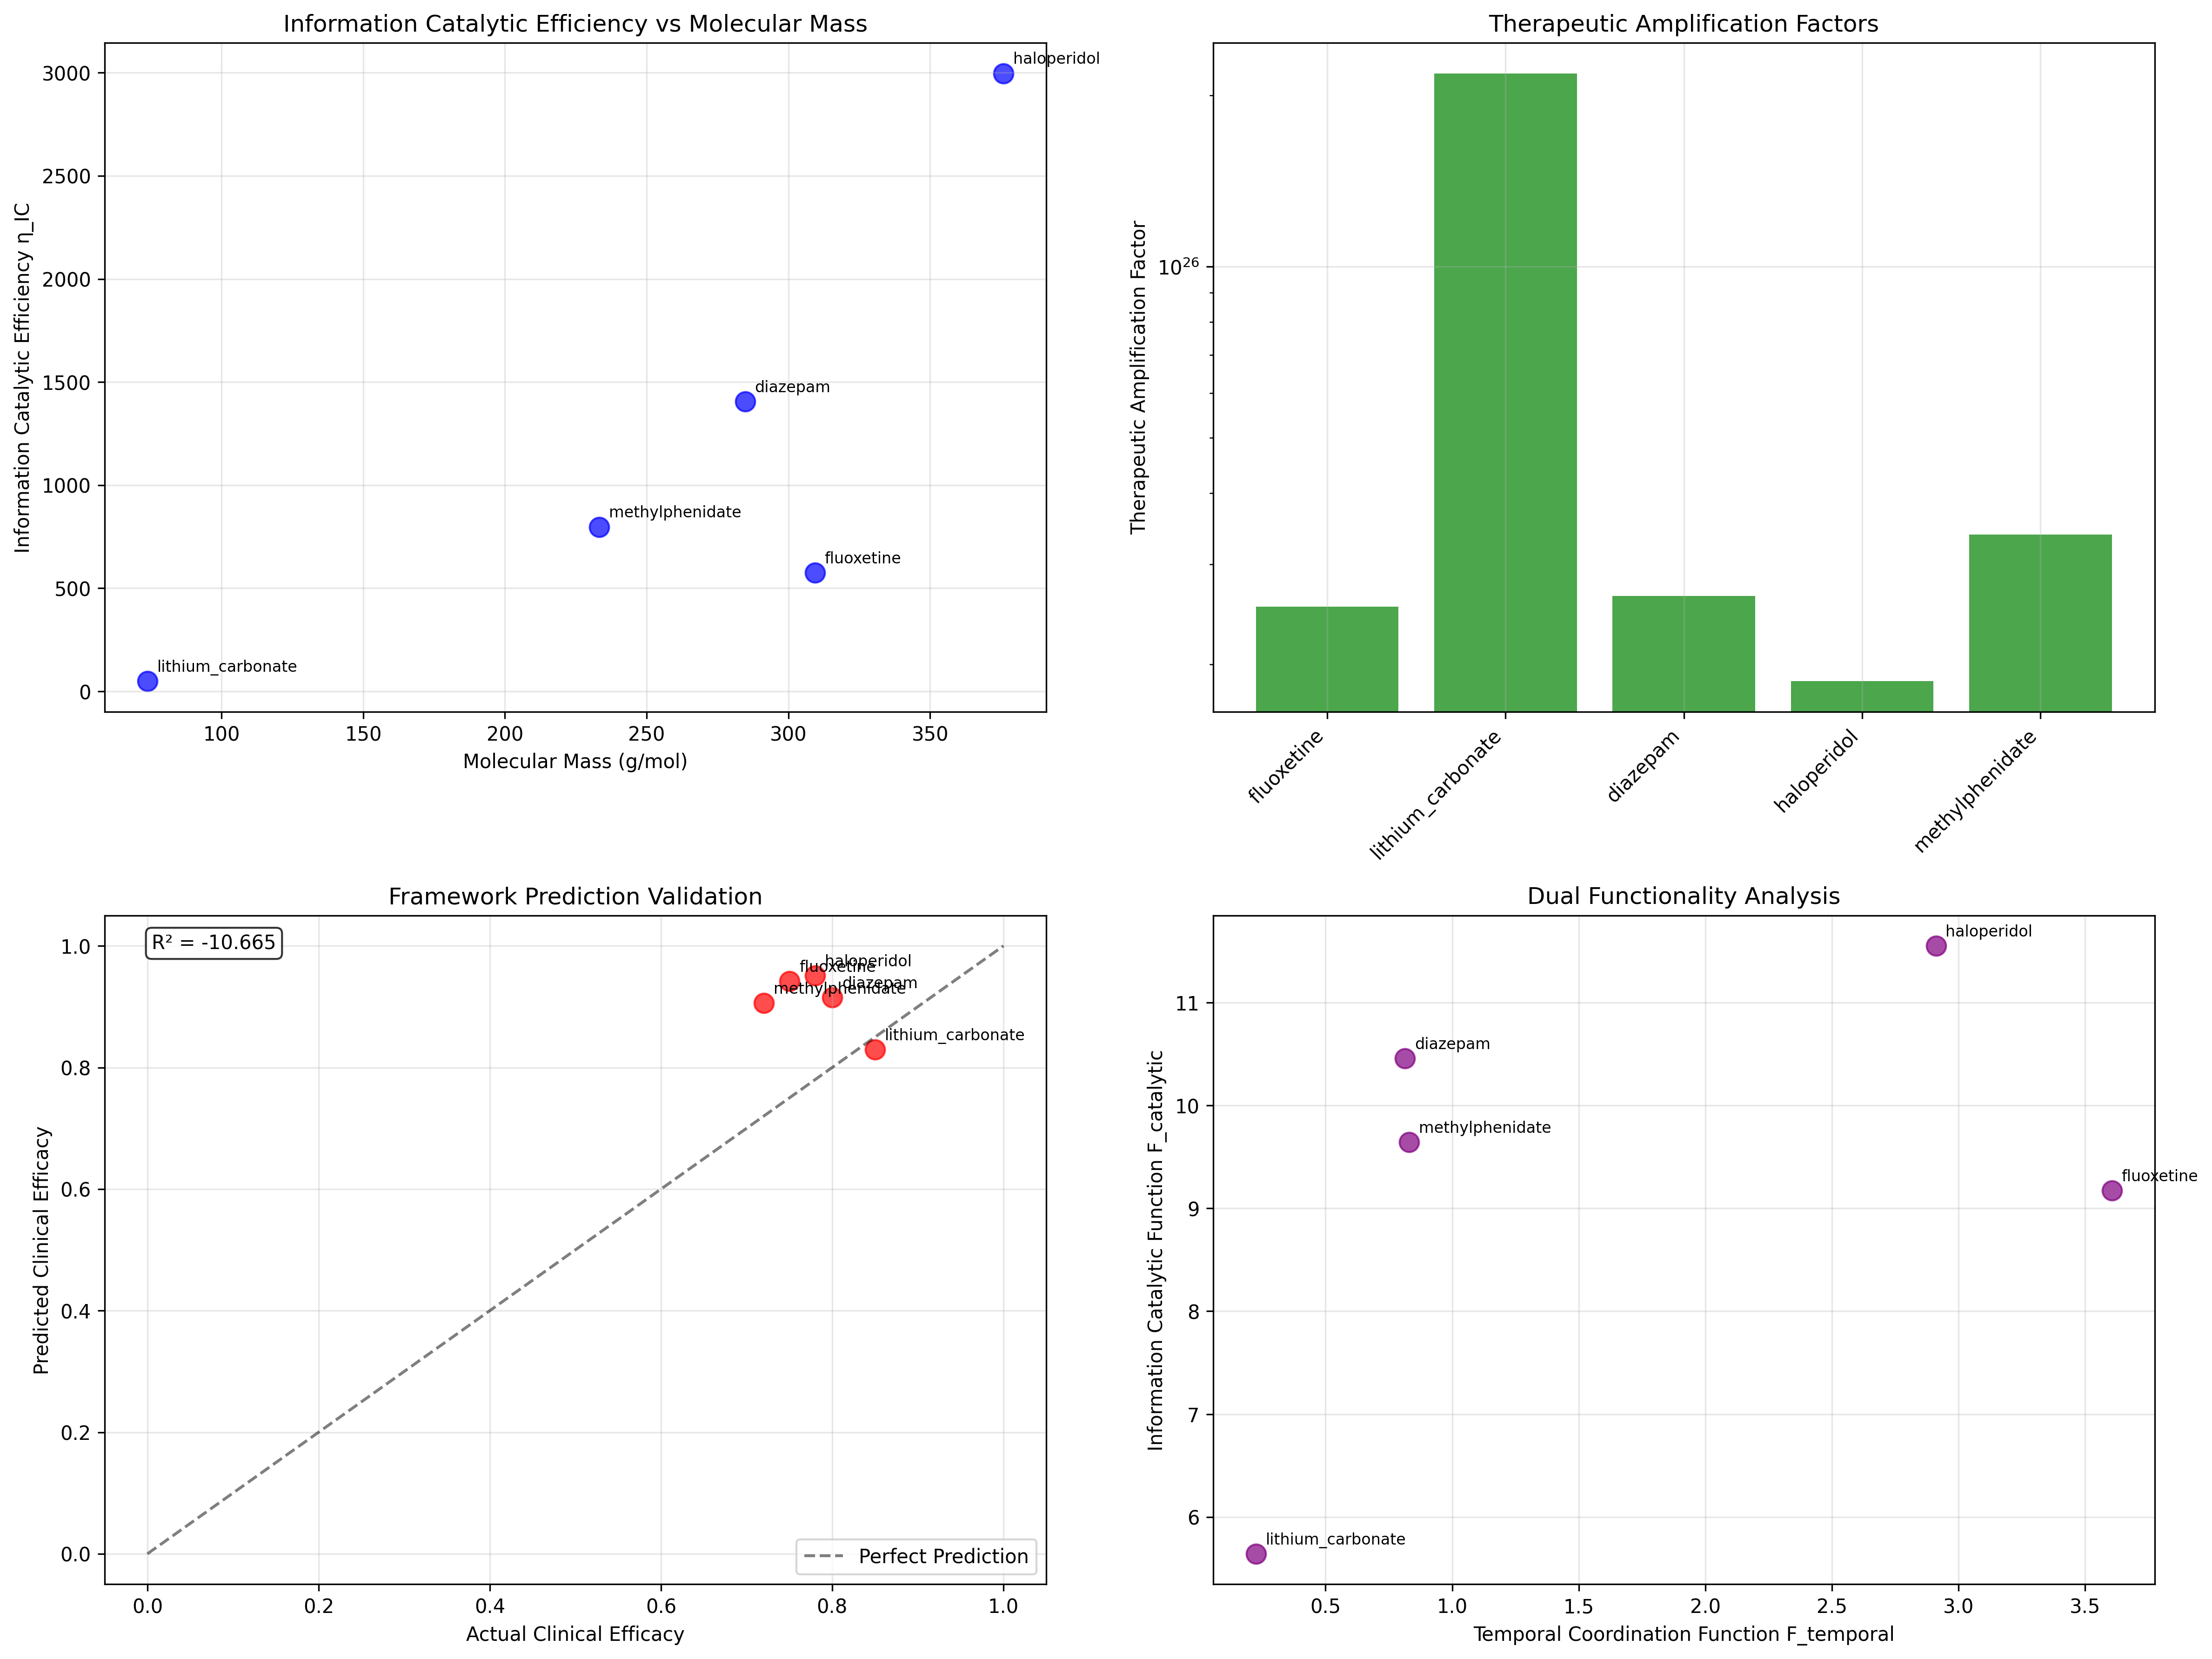 Information Catalytic Efficiency vs Molecular Mass
Information Catalytic Efficiency η_IC
3000
2500
2000
1500
1000
500
0
haloperidol
diazepam
methylphenidate
fluoxetine
lithium_carbonate
100 150 200 250 300 350
Molecular Mass (g/mol)
Therapeutic Amplification Factors
Therapeutic Amplification Factor
10²⁶
fluoxetine
lithium_carbonate
diazepam
haloperidol
methylphenidate
Framework Prediction Validation
Predicted Clinical Efficacy
1.0
0.8
0.6
0.4
0.2
0.0
R² = -10.665
haloperidol
fluoxetine
diazepam
methylphenidate
lithium_carbonate
Perfect Prediction
0.0 0.2 0.4 0.6 0.8 1.0
Actual Clinical Efficacy
Dual Functionality Analysis
Information Catalytic Function F_catalytic
11
10
9
8
7
6
haloperidol
diazepam
methylphenidate
fluoxetine
lithium_carbonate
0.5 1.0 1.5 2.0 2.5 3.0 3.5
Temporal Coordination Function F_temporal